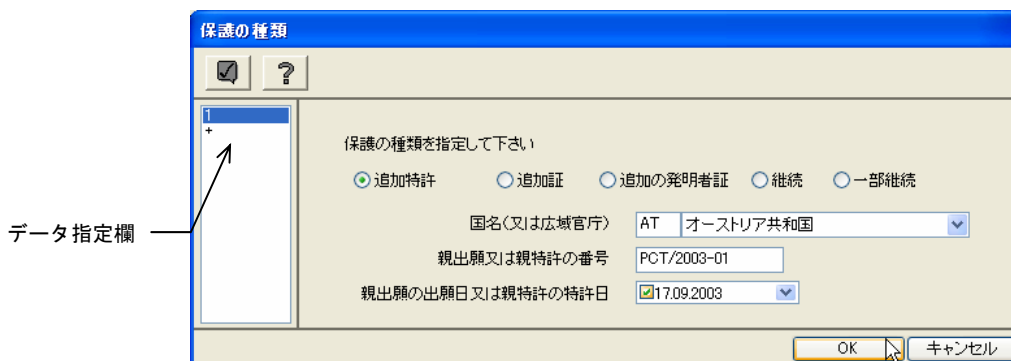 保護の種類
1
+
保護の種類を指定して下さい
追加特許 追加証 追加の発明者証 継続 一部継続
データ指定欄
国名(又は広域官庁) AT オーストリア共和国
親出願又は親特許の番号 PCT/2003-01
親出願の出願日又は親特許の特許日 17.09.2003
OK キャンセル